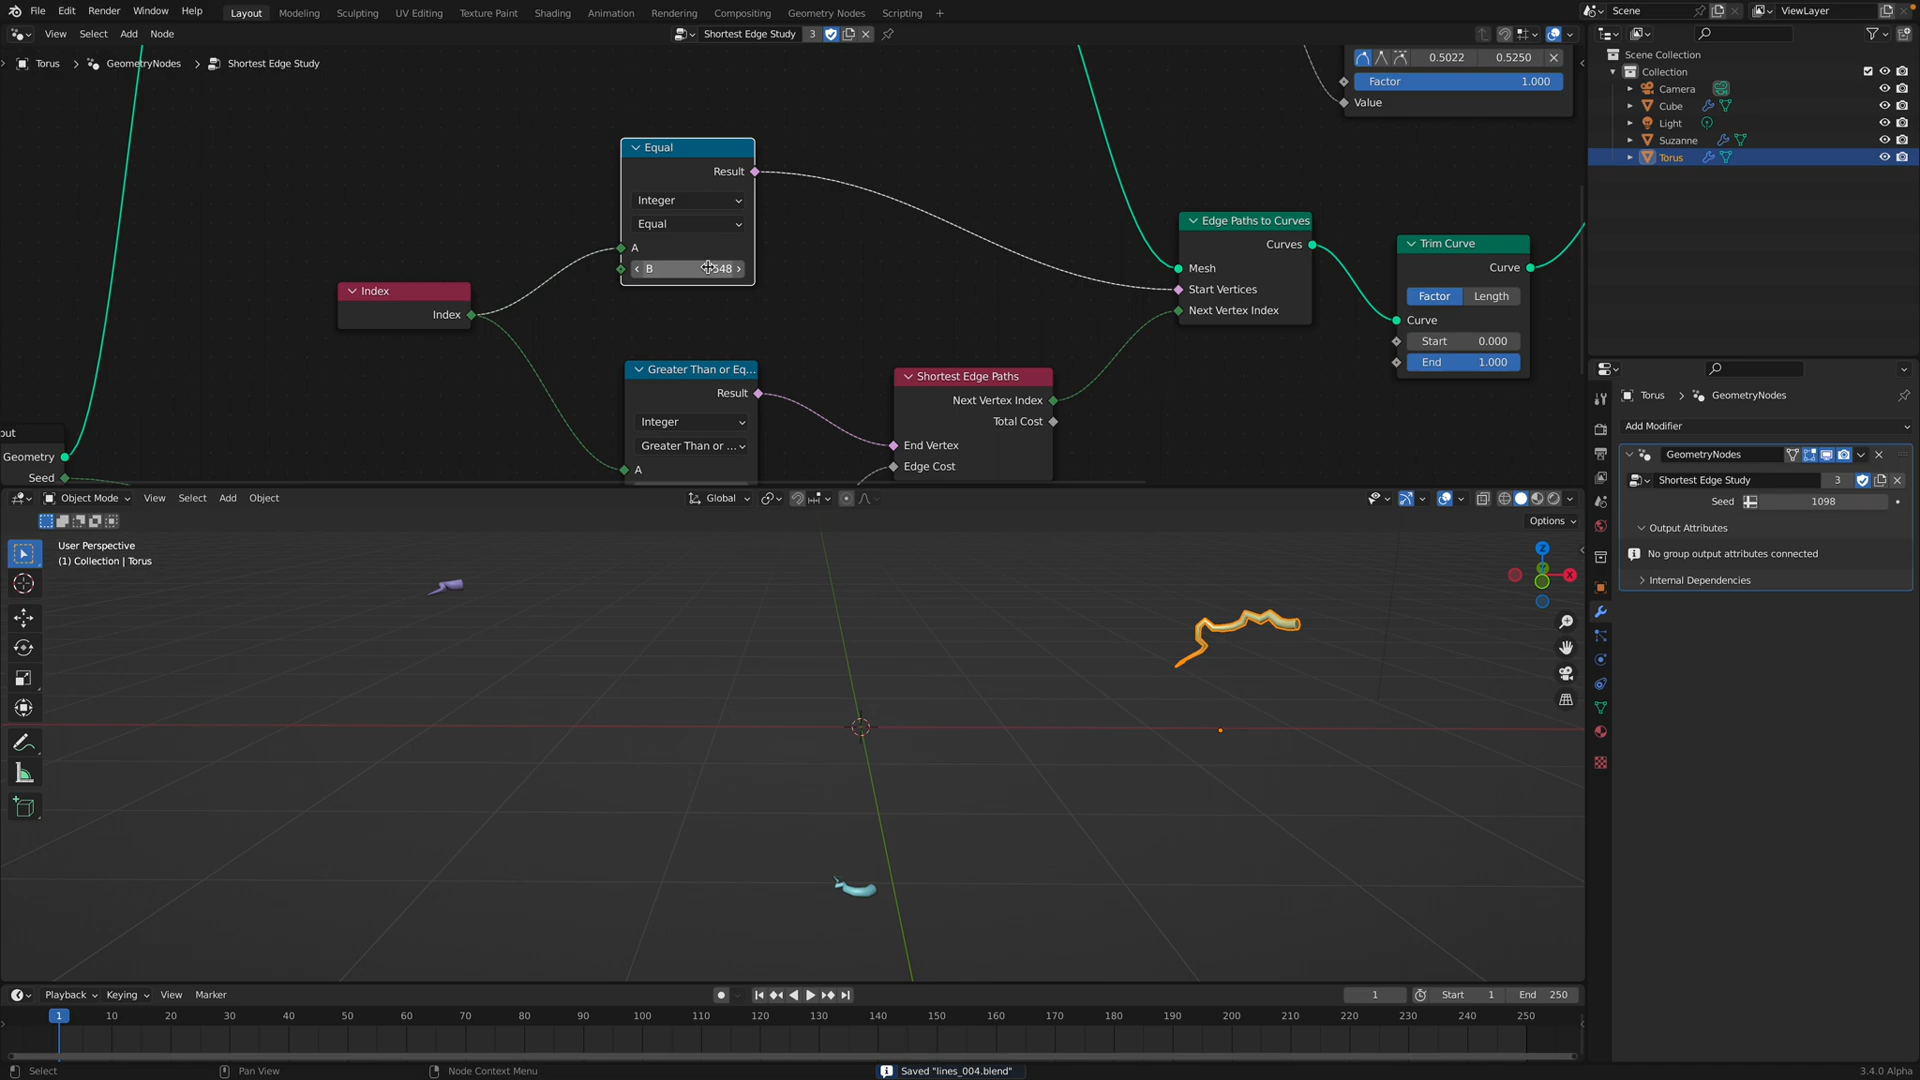 File Edit Render Window Help
Layout Modeling Sculpting UV Editing Texture Paint Shading Animation Rendering Compositing Geometry Nodes Scripting +
Scene
ViewLayer
View Select Add Node
Shortest Edge Study 3
Torus > GeometryNodes > Shortest Edge Study
0.5022 0.5250
Factor 1.000
Value
Equal
Result
Integer
Equal
A
B 548
Index
Index
Greater Than or Eq...
Result
Integer
Greater Than or ...
A
Shortest Edge Paths
Next Vertex Index
Total Cost
End Vertex
Edge Cost
Edge Paths to Curves
Curves
Mesh
Start Vertices
Next Vertex Index
Trim Curve
Curve
Factor Length
Curve
Start 0.000
End 1.000
out
Geometry
Seed
Scene Collection
Collection
Camera
Cube
Light
Suzanne
Torus
Torus > GeometryNodes
Add Modifier
GeometryNodes
Shortest Edge Study 3
Seed 1098
Output Attributes
No group output attributes connected
Internal Dependencies
Object Mode View Select Add Object
Global
Options
User Perspective
(1) Collection | Torus
Z
X
Playback Keying View Marker
1 Start 1 End 250
1 10 20 30 40 50 60 70 80 90 100 110 120 130 140 150 160 170 180 190 200 210 220 230 240 250
Select Pan View Node Context Menu
Saved "lines_004.blend"
3.4.0 Alpha